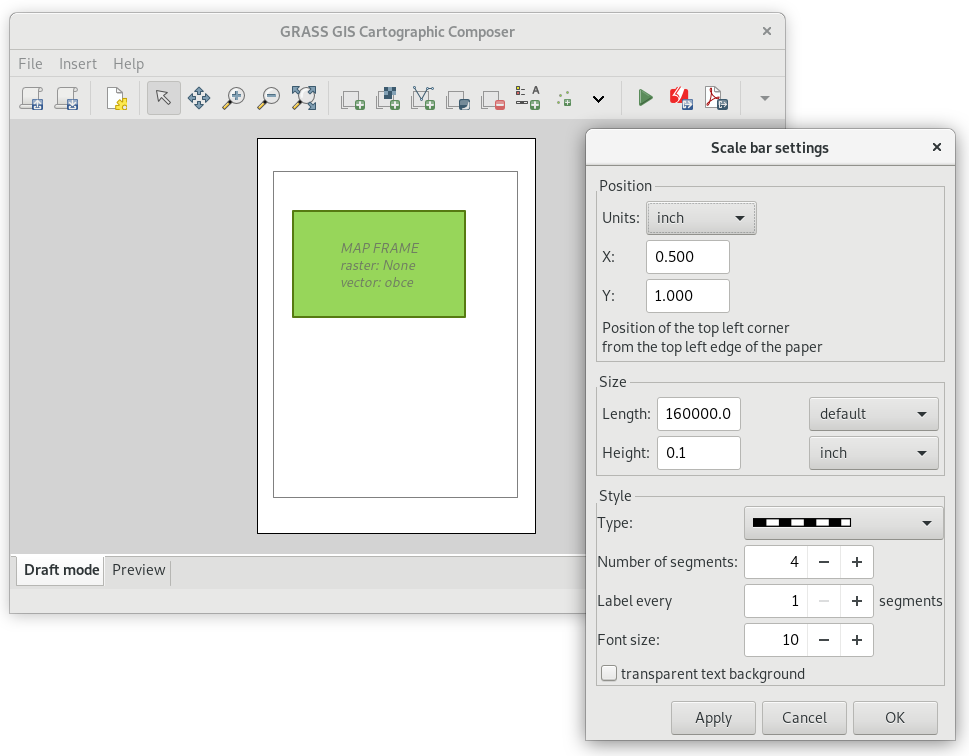 GRASS GIS Cartographic Composer
File Insert Help
MAP FRAME
raster: None
vector: obce
Draft mode Preview
Scale bar settings
Position
Units: inch
X: 0.500
Y: 1.000
Position of the top left corner
from the top left edge of the paper
Size
Length: 160000.0 default
Height: 0.1 inch
Style
Type:
Number of segments: 4
Label every 1 segments
Font size: 10
transparent text background
Apply Cancel OK